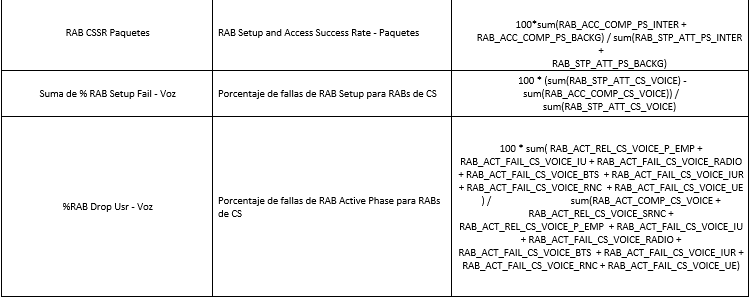 RAB CSSR Paquetes
RAB Setup and Access Success Rate - Paquetes
100*sum(RAB_ACC_COMP_PS_INTER +
RAB_ACC_COMP_PS_BACKG) / sum(RAB_STP_ATT_PS_INTER
+
RAB_STP_ATT_PS_BACKG)
Suma de % RAB Setup Fail - Voz
Porcentaje de fallas de RAB Setup para RABs de CS
100 * (sum(RAB_STP_ATT_CS_VOICE) -
sum(RAB_ACC_COMP_CS_VOICE)) /
sum(RAB_STP_ATT_CS_VOICE)
%RAB Drop Usr - Voz
Porcentaje de fallas de RAB Active Phase para RABs
de CS
100 * sum( RAB_ACT_REL_CS_VOICE_P_EMP +
RAB_ACT_FAIL_CS_VOICE_IU + RAB_ACT_FAIL_CS_VOICE_RADIO
+ RAB_ACT_FAIL_CS_VOICE_BTS + RAB_ACT_FAIL_CS_VOICE_IUR
+ RAB_ACT_FAIL_CS_VOICE_RNC + RAB_ACT_FAIL_CS_VOICE_UE
) / sum(RAB_ACT_COMP_CS_VOICE +
RAB_ACT_REL_CS_VOICE_SRNC +
RAB_ACT_REL_CS_VOICE_P_EMP + RAB_ACT_FAIL_CS_VOICE_IU
+ RAB_ACT_FAIL_CS_VOICE_RADIO +
RAB_ACT_FAIL_CS_VOICE_BTS + RAB_ACT_FAIL_CS_VOICE_IUR +
RAB_ACT_FAIL_CS_VOICE_RNC + RAB_ACT_FAIL_CS_VOICE_UE)